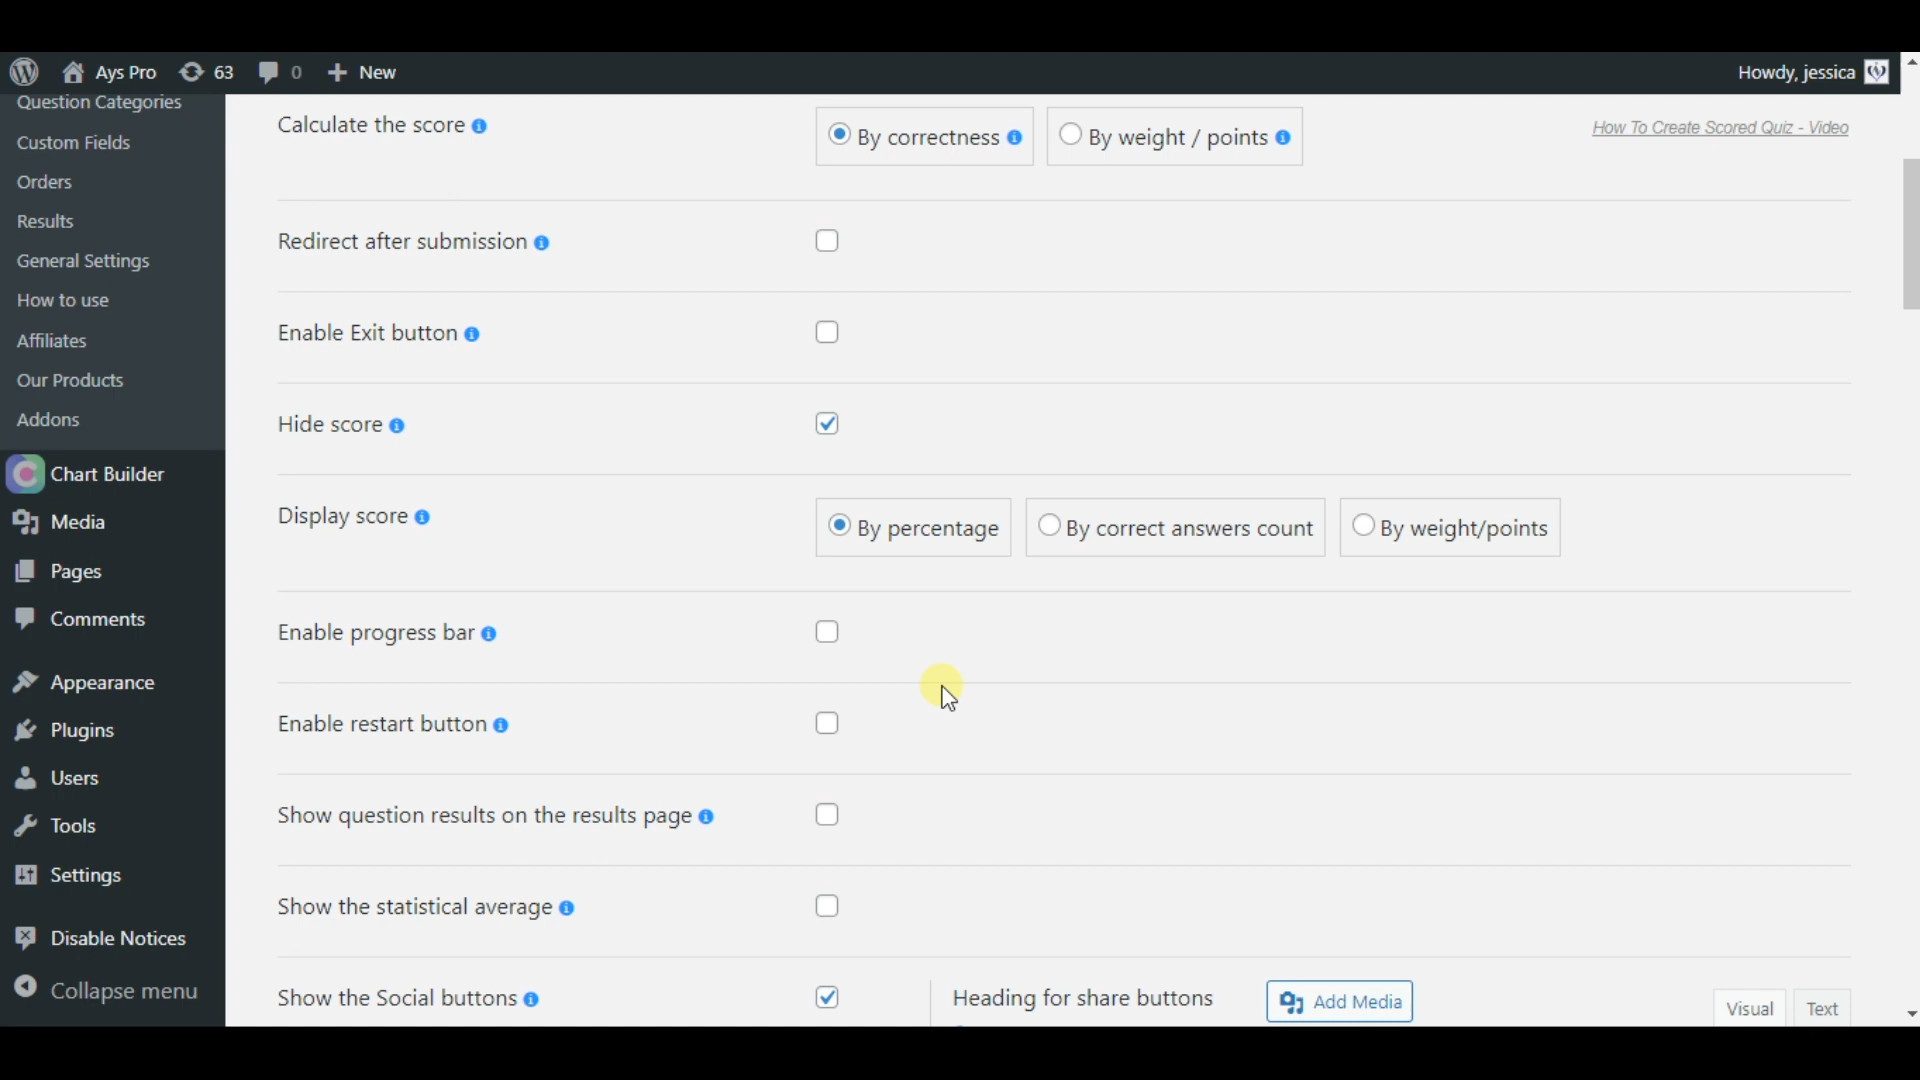 Ays Pro 63 0 New Howdy, jessica
Question Categories
Custom Fields
Orders
Results
General Settings
How to use
Affiliates
Our Products
Addons
Chart Builder
Media
Pages
Comments
Appearance
Plugins
Users
Tools
Settings
Disable Notices
Collapse menu
Calculate the score By correctness By weight / points How To Create Scored Quiz - Video
Redirect after submission
Enable Exit button
Hide score
Display score By percentage By correct answers count By weight/points
Enable progress bar
Enable restart button
Show question results on the results page
Show the statistical average
Show the Social buttons Heading for share buttons Add Media Visual Text